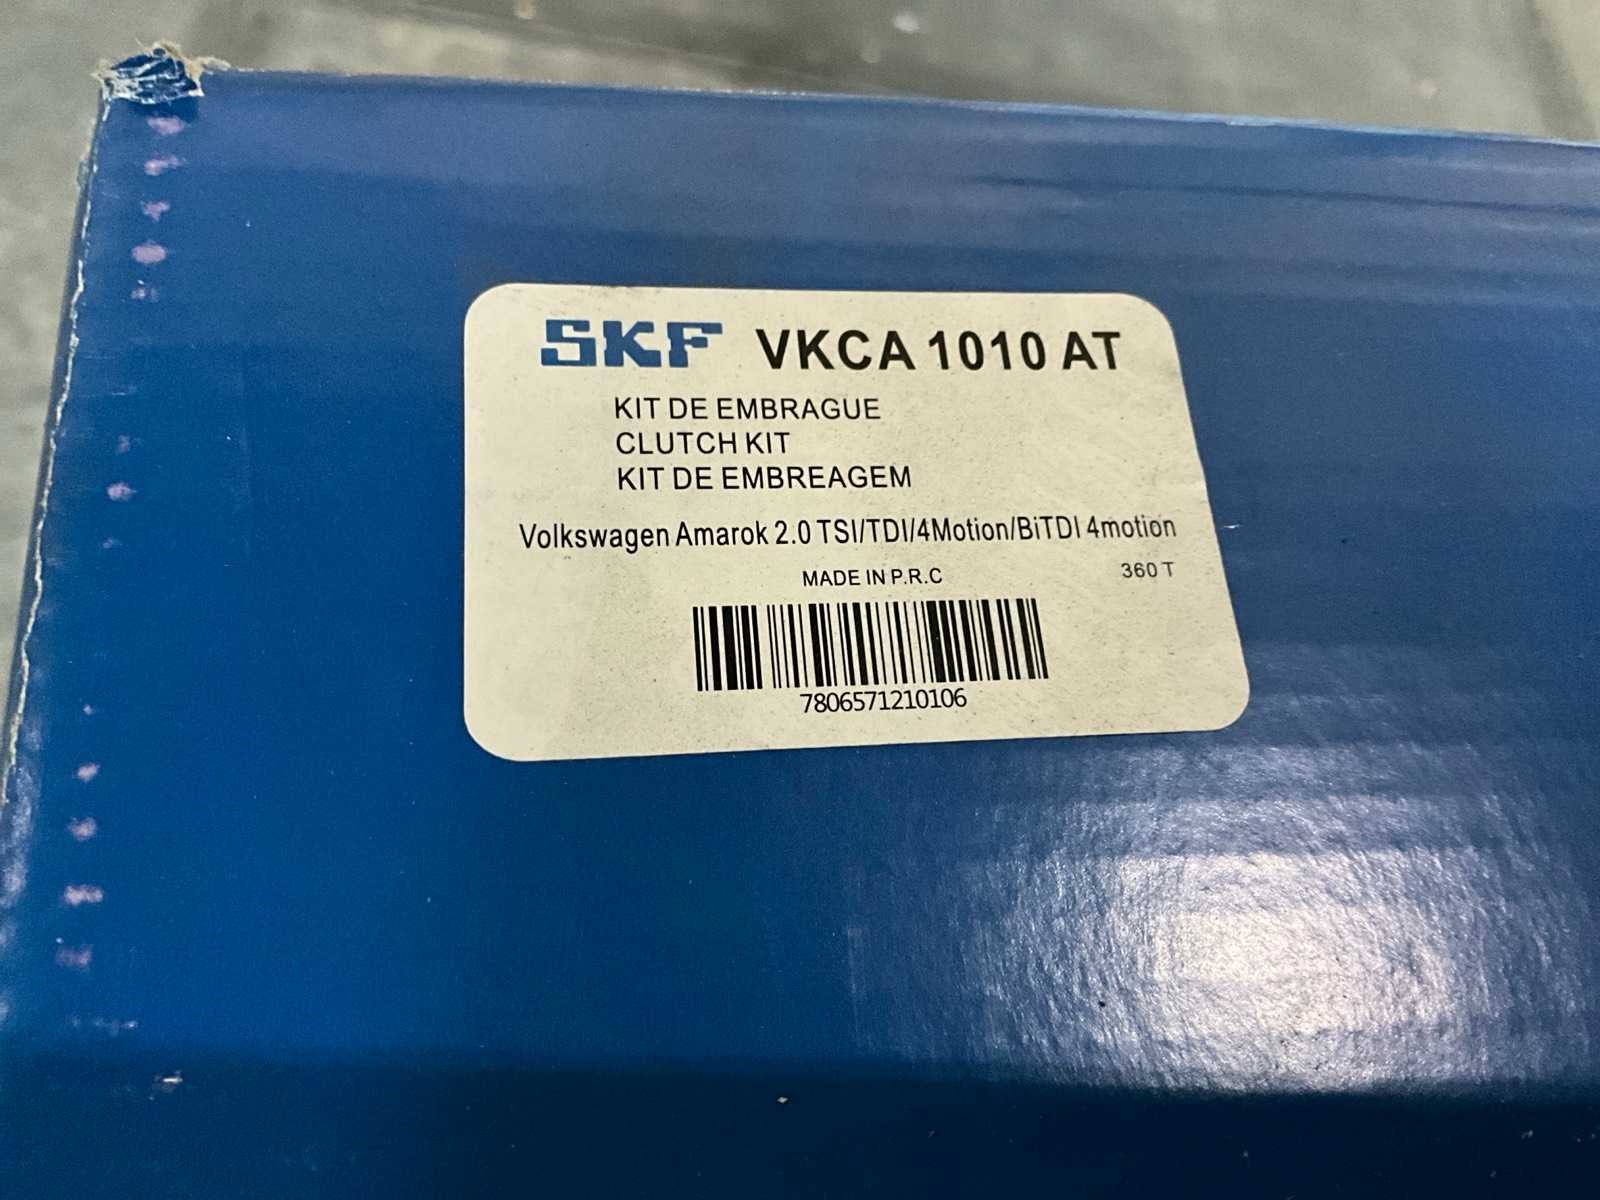 SKF VKCA 1010 AT
KIT DE EMBRAGUE
CLUTCH KIT
KIT DE EMBREAGEM
Volkswagen Amarok 2.0 TSI/TDI/4Motion/BiTDI 4motion
MADE IN P.R.C 360 T
7806571210106